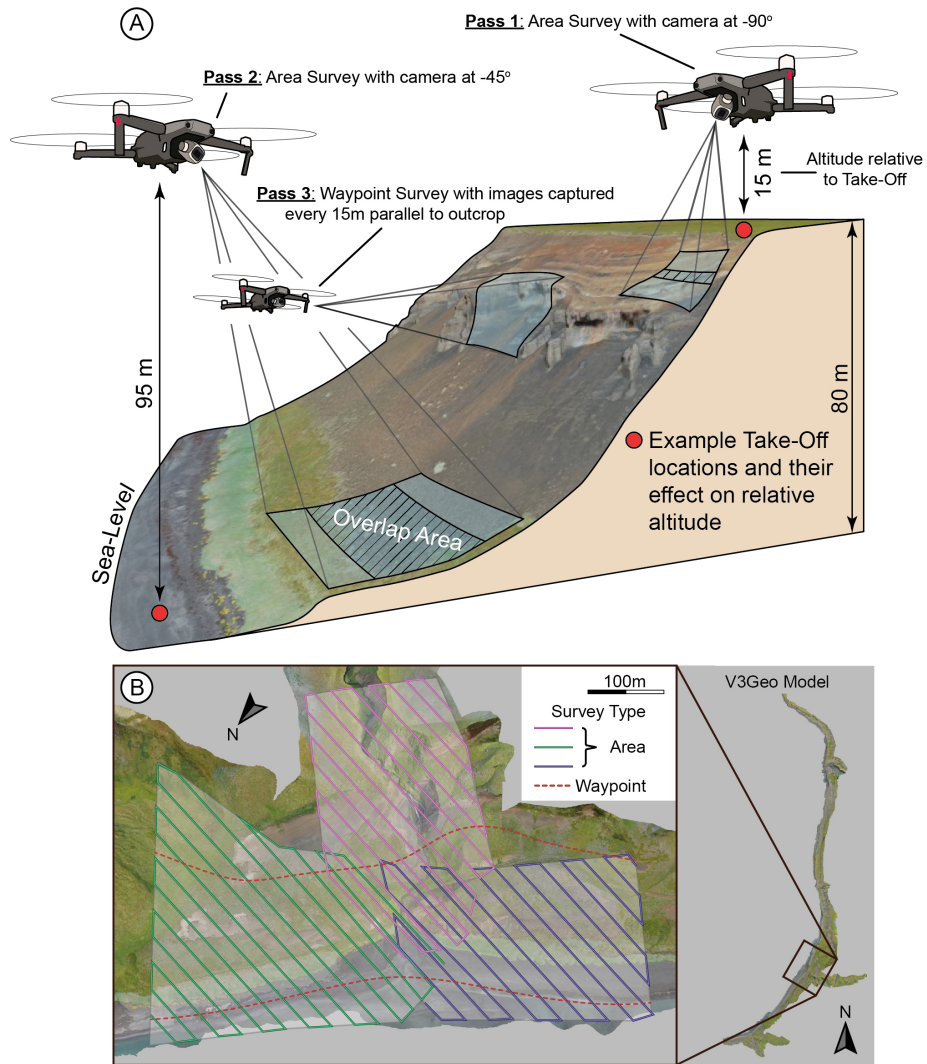 A
Pass 1: Area Survey with camera at -90º
Pass 2: Area Survey with camera at -45º
15 m
Altitude relative
to Take-Off
Pass 3: Waypoint Survey with images captured
every 15m parallel to outcrop
95 m
80 m
Example Take-Off
locations and their
effect on relative
altitude
Overlap Area
Sea-Level
B
N
100m
Survey Type
Area
Waypoint
V3Geo Model
N